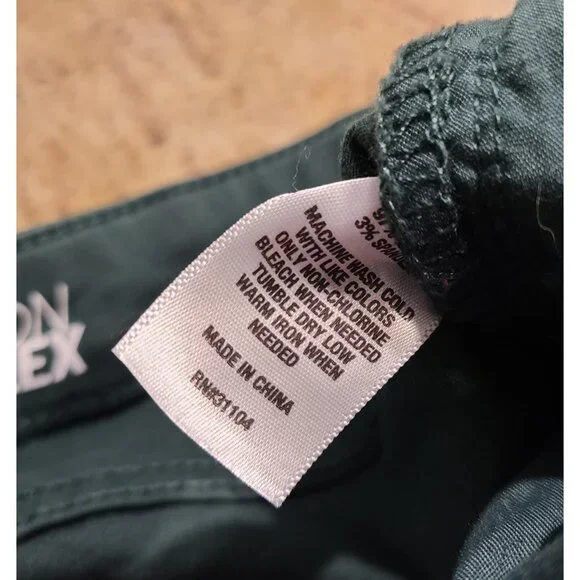 97%
3% 
MACHINE WASH COLD
WITH LIKE COLORS
ONLY NON-CHLORINE
BLEACH WHEN NEEDED
TUMBLE DRY LOW
WARM IRON WHEN
NEEDED
MADE IN CHINA
RN#31104
ON
EX